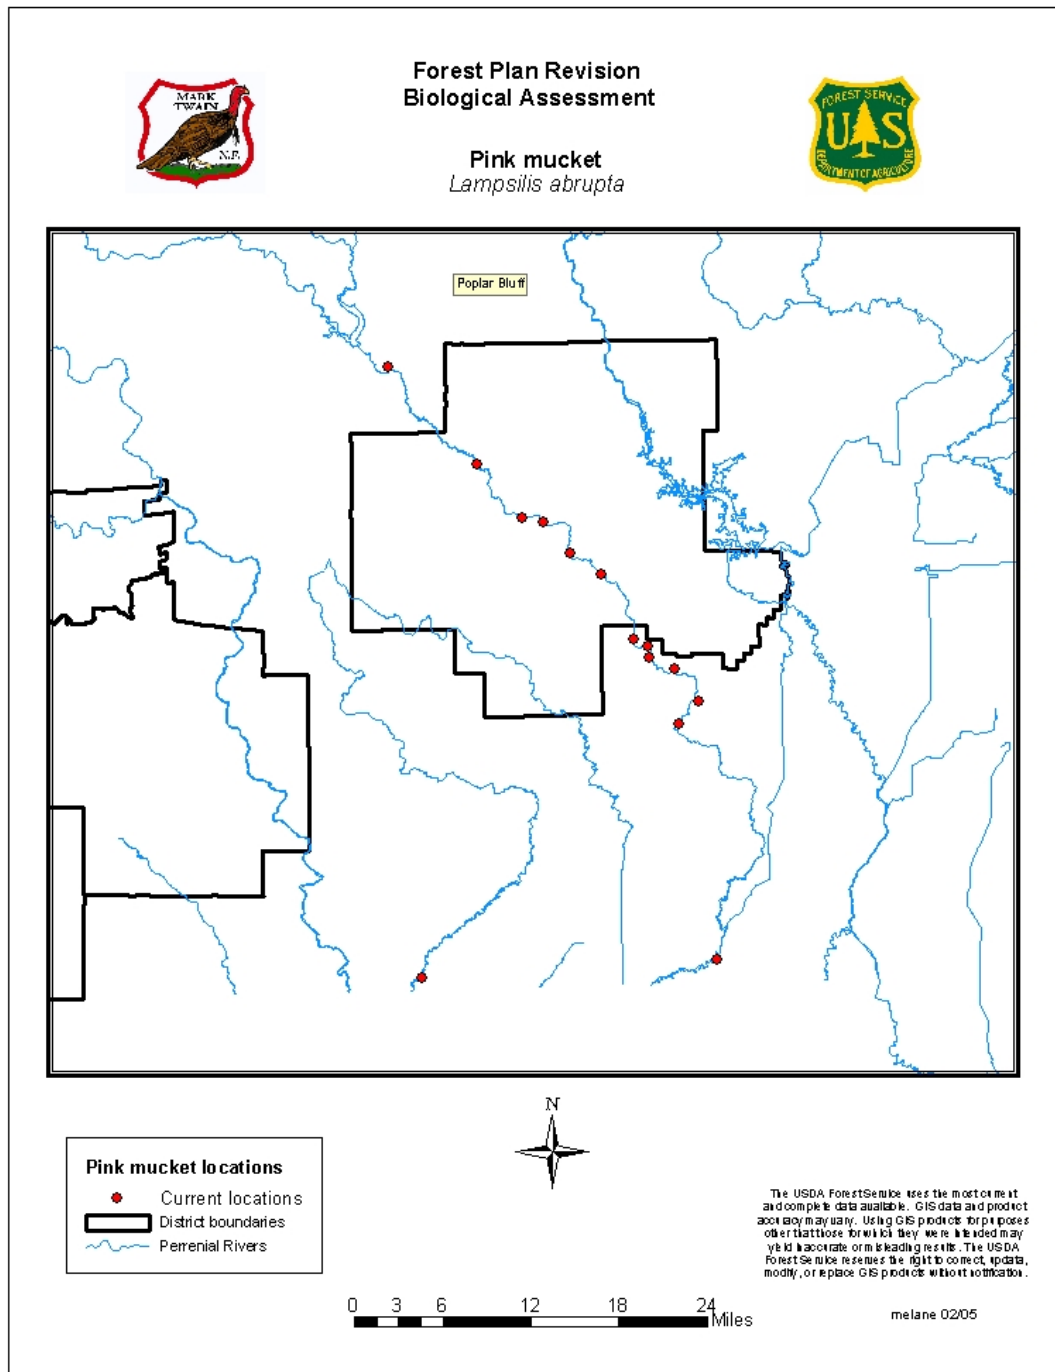 Forest Plan Revision
Biological Assessment
Pink mucket
Lampsilis abrupta
MARK
TWAIN
N.F.
FOREST SERVICE
U S
DEPARTMENT OF AGRICULTURE
Poplar Bluff
N
Pink mucket locations
Current locations
District boundaries
Perrenial Rivers
The USDA Forest Service uses the most current
and complete data available. GIS data and product
accuracy may vary. Using GIS products for purposes
other that those for which they were intended may
yield inaccurate or misleading results. The USDA
Forest Service reserves the right to correct, update,
modify, or replace GIS products without notification.
0 3 6 12 18 24
Miles
melane 02/05